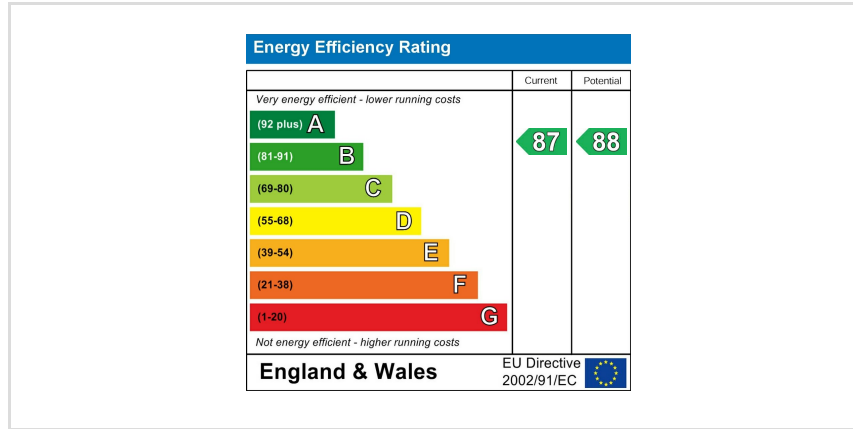 Energy Efficiency Rating
Current Potential
Very energy efficient - lower running costs
(92 plus) A
(81-91) B
87 88
(69-80) C
(55-68) D
(39-54) E
(21-38) F
(1-20) G
Not energy efficient - higher running costs
England & Wales
EU Directive
2002/91/EC